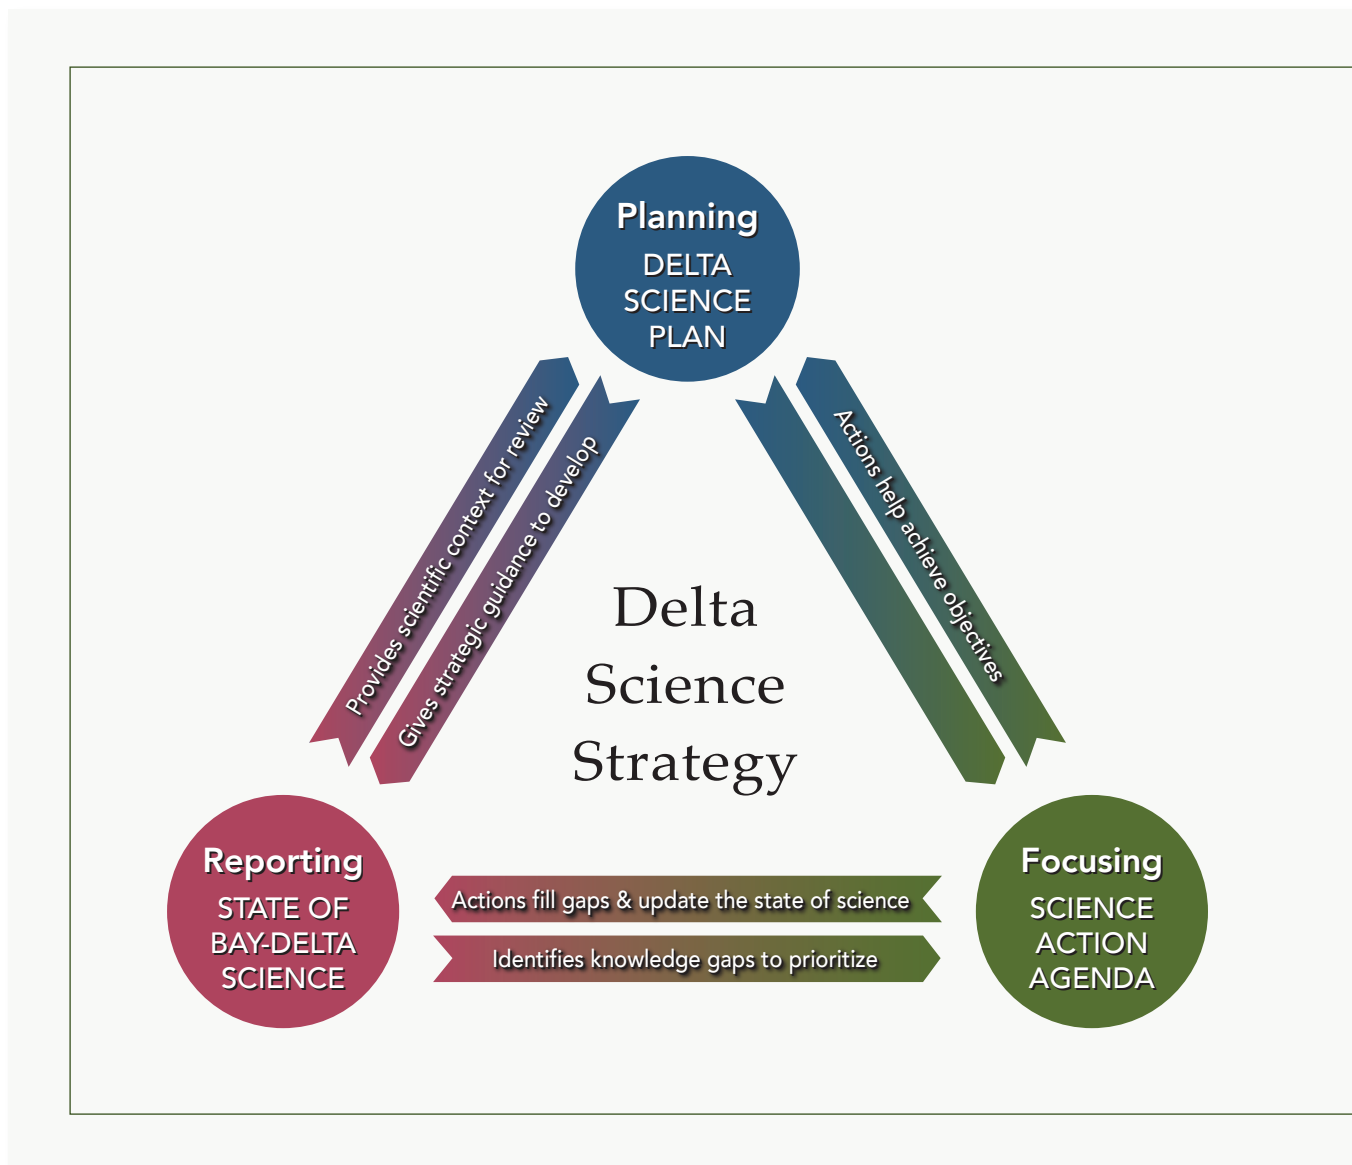 Planning
DELTA
SCIENCE
PLAN
Provides scientific context for review
Gives strategic guidance to develop
Actions help achieve objectives
Delta
Science
Strategy
Reporting
STATE OF
BAY-DELTA
SCIENCE
Actions fill gaps & update the state of science
Identifies knowledge gaps to prioritize
Focusing
SCIENCE
ACTION
AGENDA